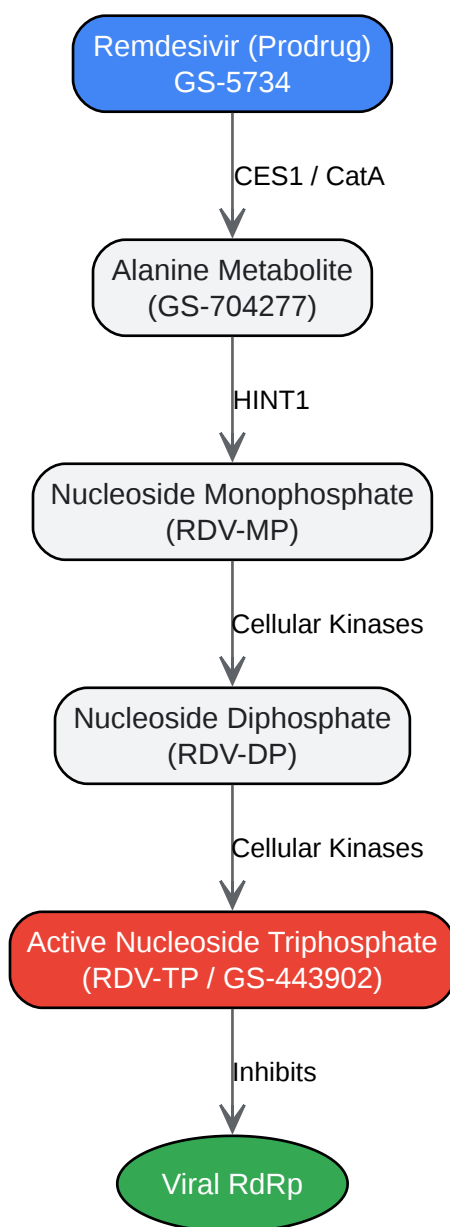 Remdesivir (Prodrug)
GS-5734
CES1 / CatA
Alanine Metabolite
(GS-704277)
HINT1
Nucleoside Monophosphate
(RDV-MP)
Cellular Kinases
Nucleoside Diphosphate
(RDV-DP)
Cellular Kinases
Active Nucleoside Triphosphate
(RDV-TP / GS-443902)
Inhibits
Viral RdRp